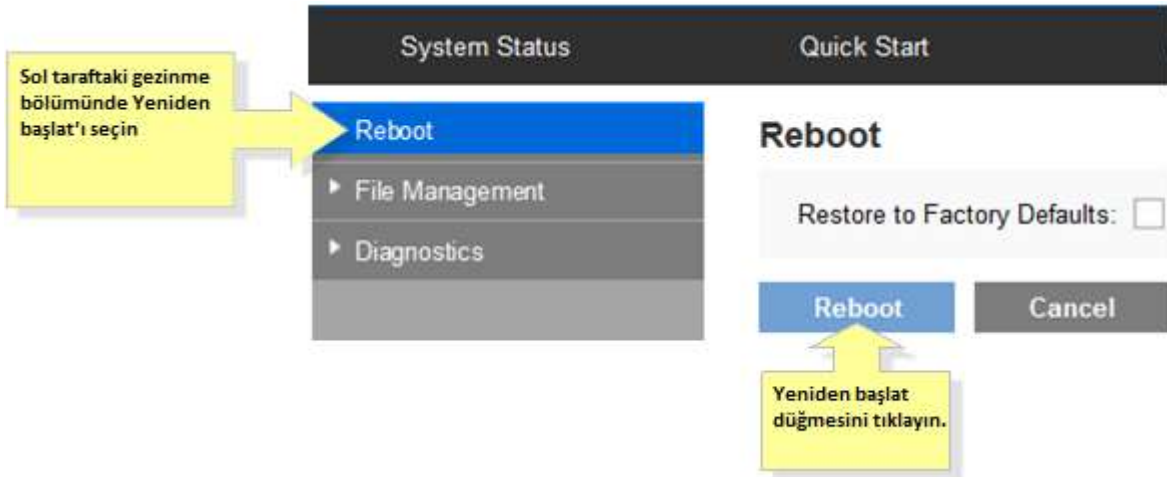 System Status
Quick Start
Sol taraftaki gezinme
bölümünde Yeniden
başlat'ı seçin
Reboot
File Management
Diagnostics
Reboot
Restore to Factory Defaults:
Reboot
Cancel
Yeniden başlat
düğmesini tıklayın.